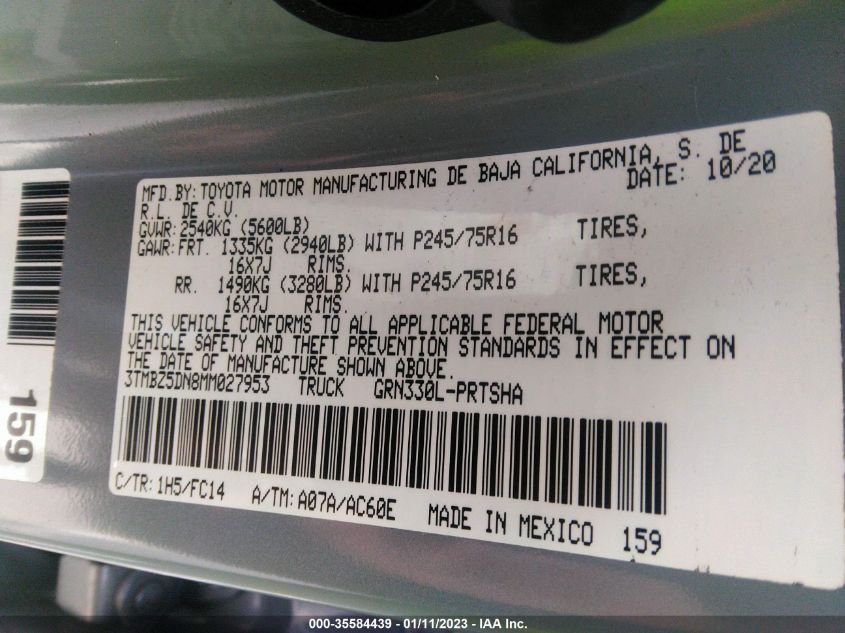 MFD.BY:TOYOTA MOTOR MANUFACTURING DE BAJA CALIFORNIA, S. DE
R.L. DE C.V. DATE: 10/20
GVWR:2540KG (5600LB)
GAWR:FRT. 1335KG (2940LB) WITH P245/75R16 TIRES,
16X7J RIMS.
RR. 1490KG (3280LB) WITH P245/75R16 TIRES,
16X7J RIMS.
THIS VEHICLE CONFORMS TO ALL APPLICABLE FEDERAL MOTOR
VEHICLE SAFETY AND THEFT PREVENTION STANDARDS IN EFFECT ON
THE DATE OF MANUFACTURE SHOWN ABOVE.
3TMBZ5DN8MM027953 TRUCK GRN330L-PRTSHA
C/TR:1H5/FC14 A/TM:A07A/AC60E MADE IN MEXICO 159
159
000-35584439 - 01/11/2023 - IAA Inc.